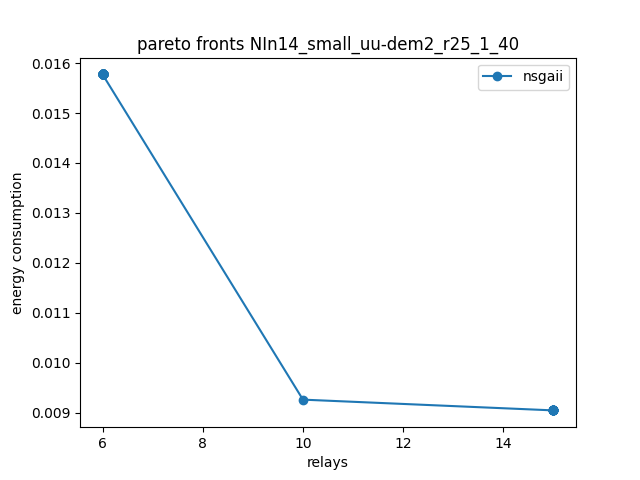 pareto fronts NIn14_small_uu-dem2_r25_1_40
nsgaii
energy consumption
0.016
0.015
0.014
0.013
0.012
0.011
0.010
0.009
6 8 10 12 14
relays